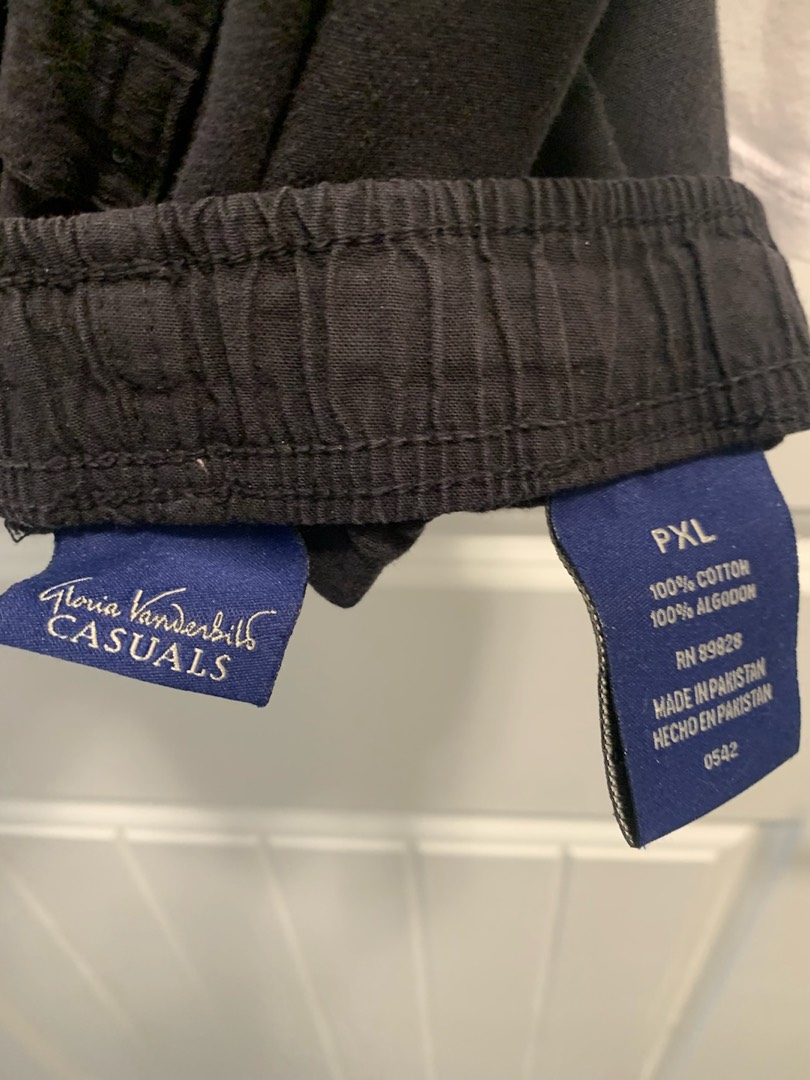 Gloria Vanderbilt
CASUALS
PXL
100% COTTON
100% ALGODON
RN 89828
MADE IN PAKISTAN
HECHO EN PAKISTAN
0542